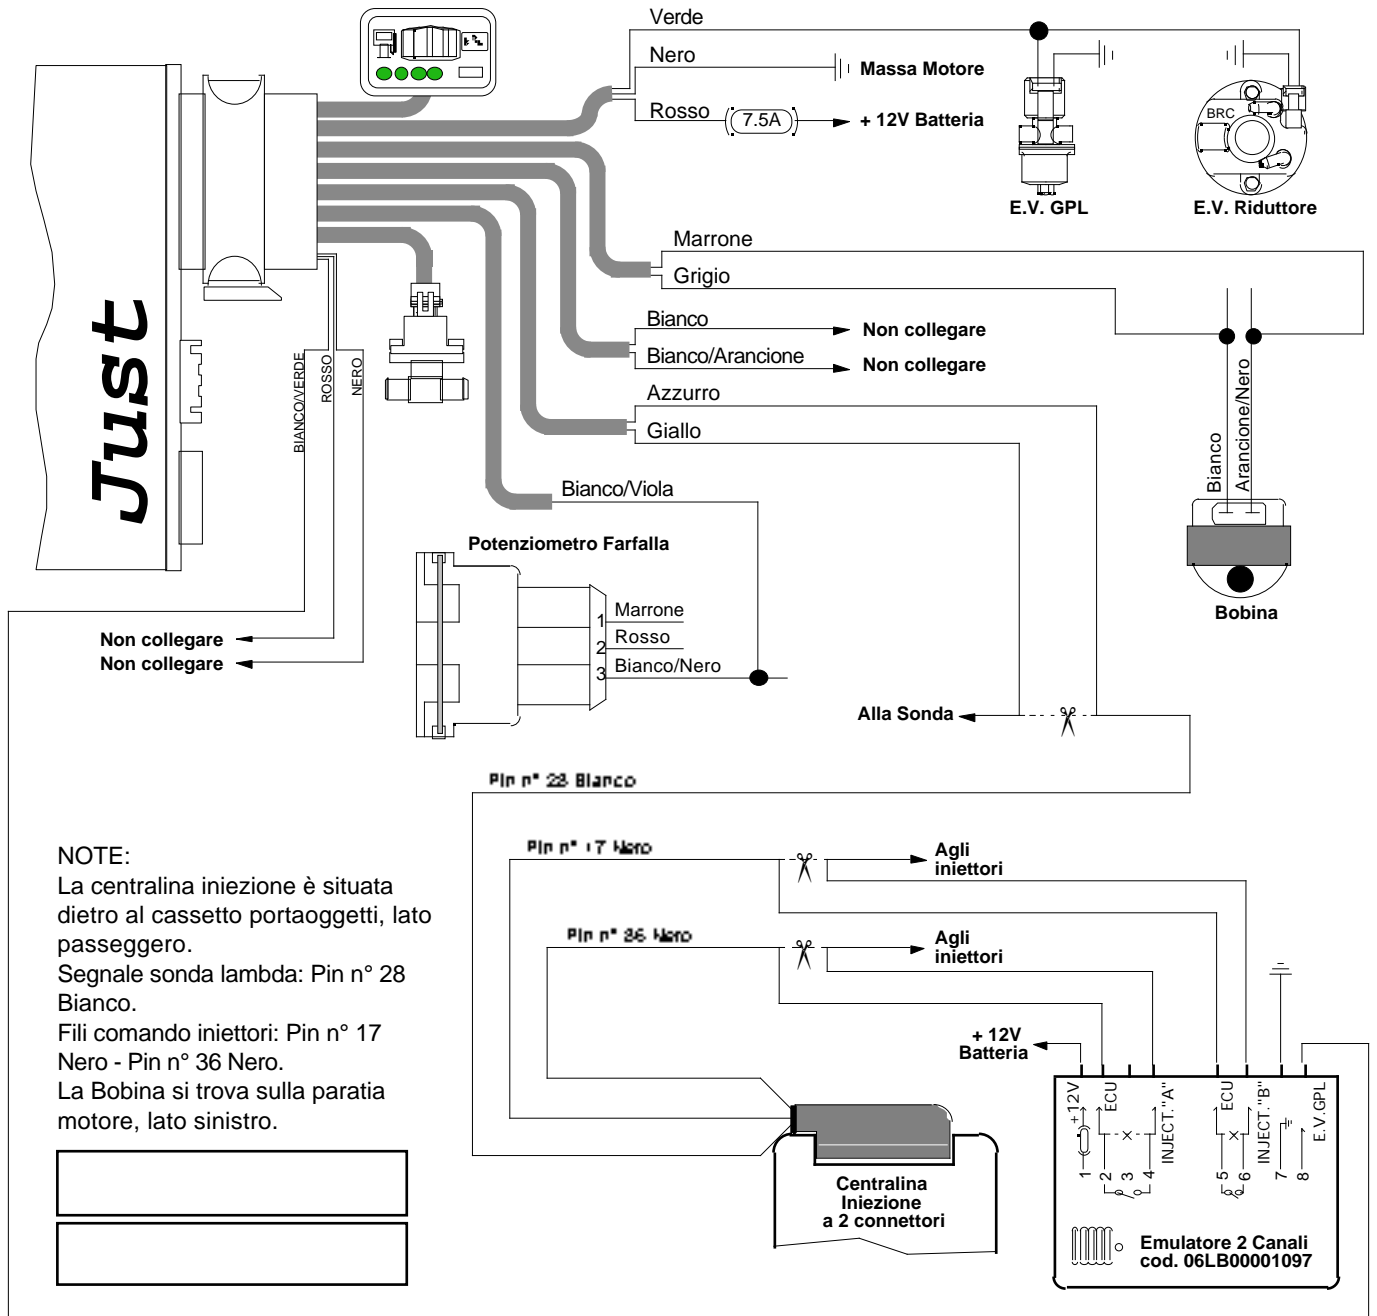 Verde
Nero
Massa Motore
Rosso
7.5A
+ 12V Batteria
BRC
E.V. GPL
E.V. Riduttore
Marrone
Grigio
Just
Bianco
Non collegare
Bianco/Arancione
Non collegare
BIANCO/VERDE
ROSSO
NERO
Azzurro
Giallo
Bianco
Arancione/Nero
Bianco/Viola
Potenziometro Farfalla
Bobina
1 Marrone
2 Rosso
3 Bianco/Nero
Non collegare
Non collegare
Alla Sonda
Pin n° 28 Bianco
Pin n° 17 Nero
Agli
iniettori
Pin n° 36 Nero
Agli
iniettori
NOTE:
La centralina iniezione è situata
dietro al cassetto portaoggetti, lato
passeggero.
Segnale sonda lambda: Pin n° 28
Bianco.
Fili comando iniettori: Pin n° 17
Nero - Pin n° 36 Nero.
La Bobina si trova sulla paratia
motore, lato sinistro.
+ 12V
Batteria
+12V
ECU
INJECT."A"
ECU
INJECT."B"
E.V.GPL
1 2 3 4 5 6 7 8
Centralina
Iniezione
a 2 connettori
Emulatore 2 Canali
cod. 06LB00001097